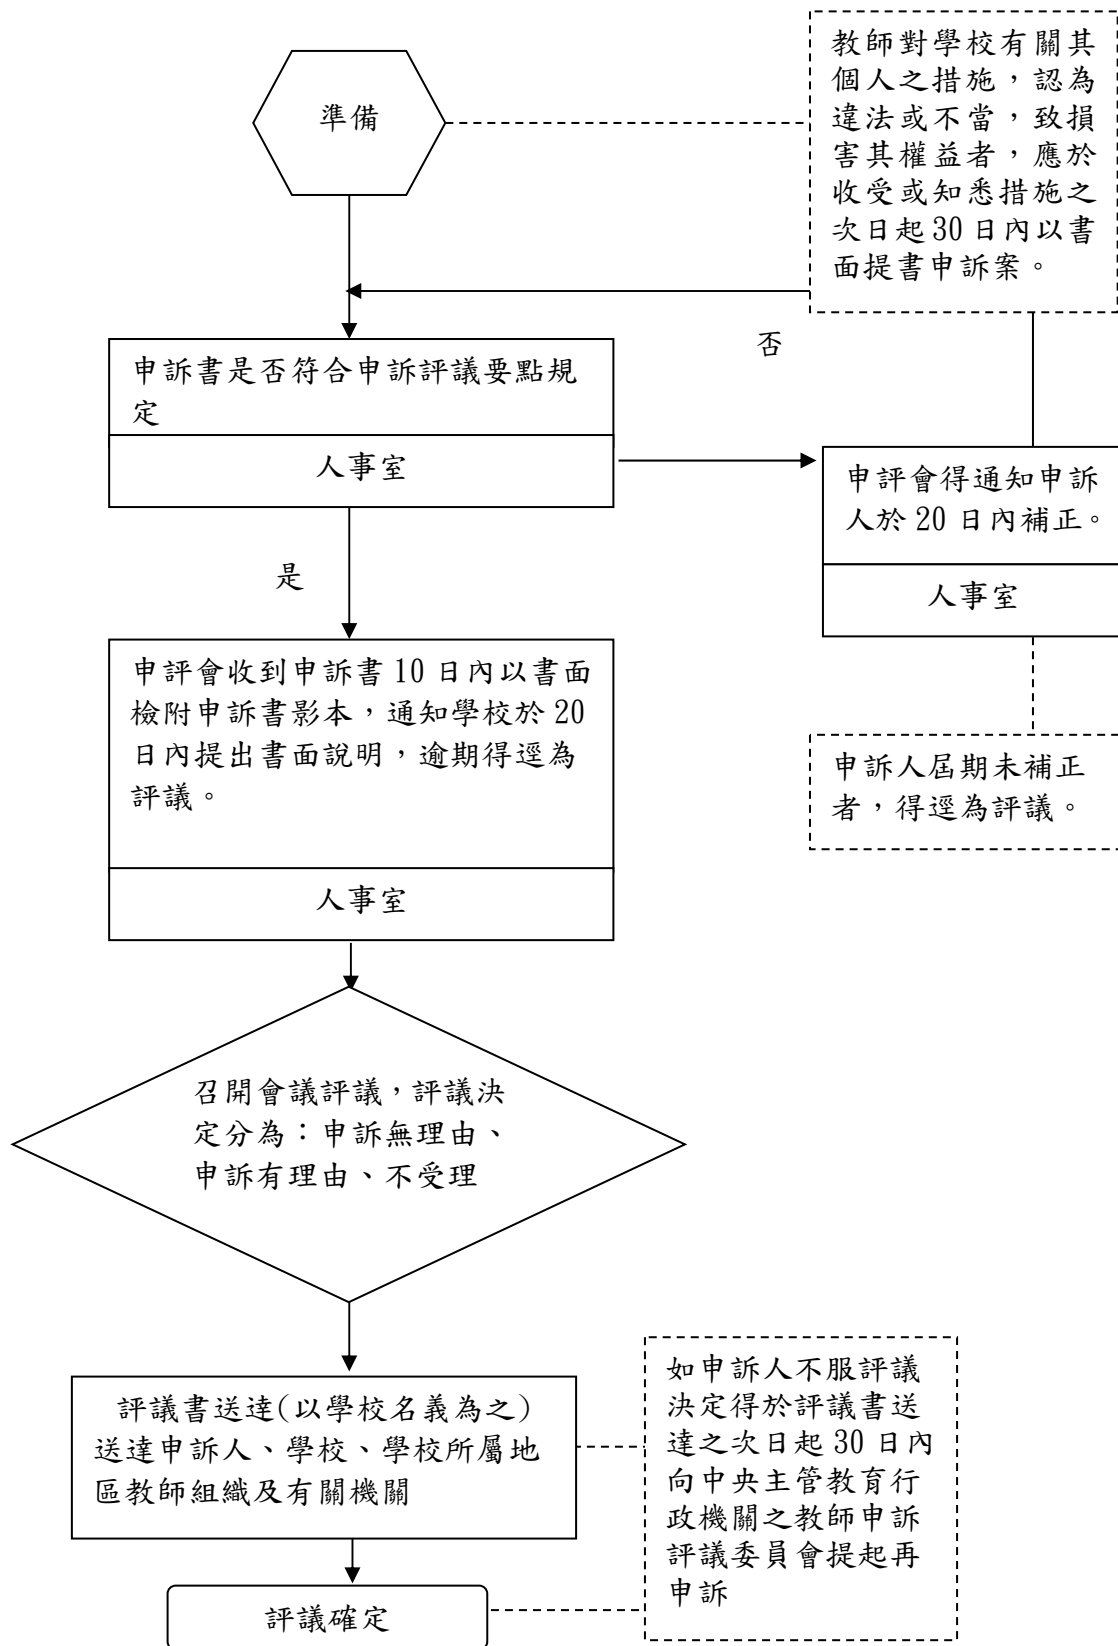 準備
教師對學校有關其
個人之措施，認為
違法或不當，致損
害其權益者，應於
收受或知悉措施之
次日起30日內以書
面提書申訴案。
否
申訴書是否符合申訴評議要點規
定
人事室
申評會得通知申訴
人於20日內補正。
人事室
是
申評會收到申訴書10日內以書面
檢附申訴書影本，通知學校於20
日內提出書面說明，逾期得逕為
評議。
人事室
申訴人屆期未補正
者，得逕為評議。
召開會議評議，評議決
定分為：申訴無理由、
申訴有理由、不受理
評議書送達(以學校名義為之)
送達申訴人、學校、學校所屬地
區教師組織及有關機關
如申訴人不服評議
決定得於評議書送
達之次日起30日內
向中央主管教育行
政機關之教師申訴
評議委員會提起再
申訴
評議確定